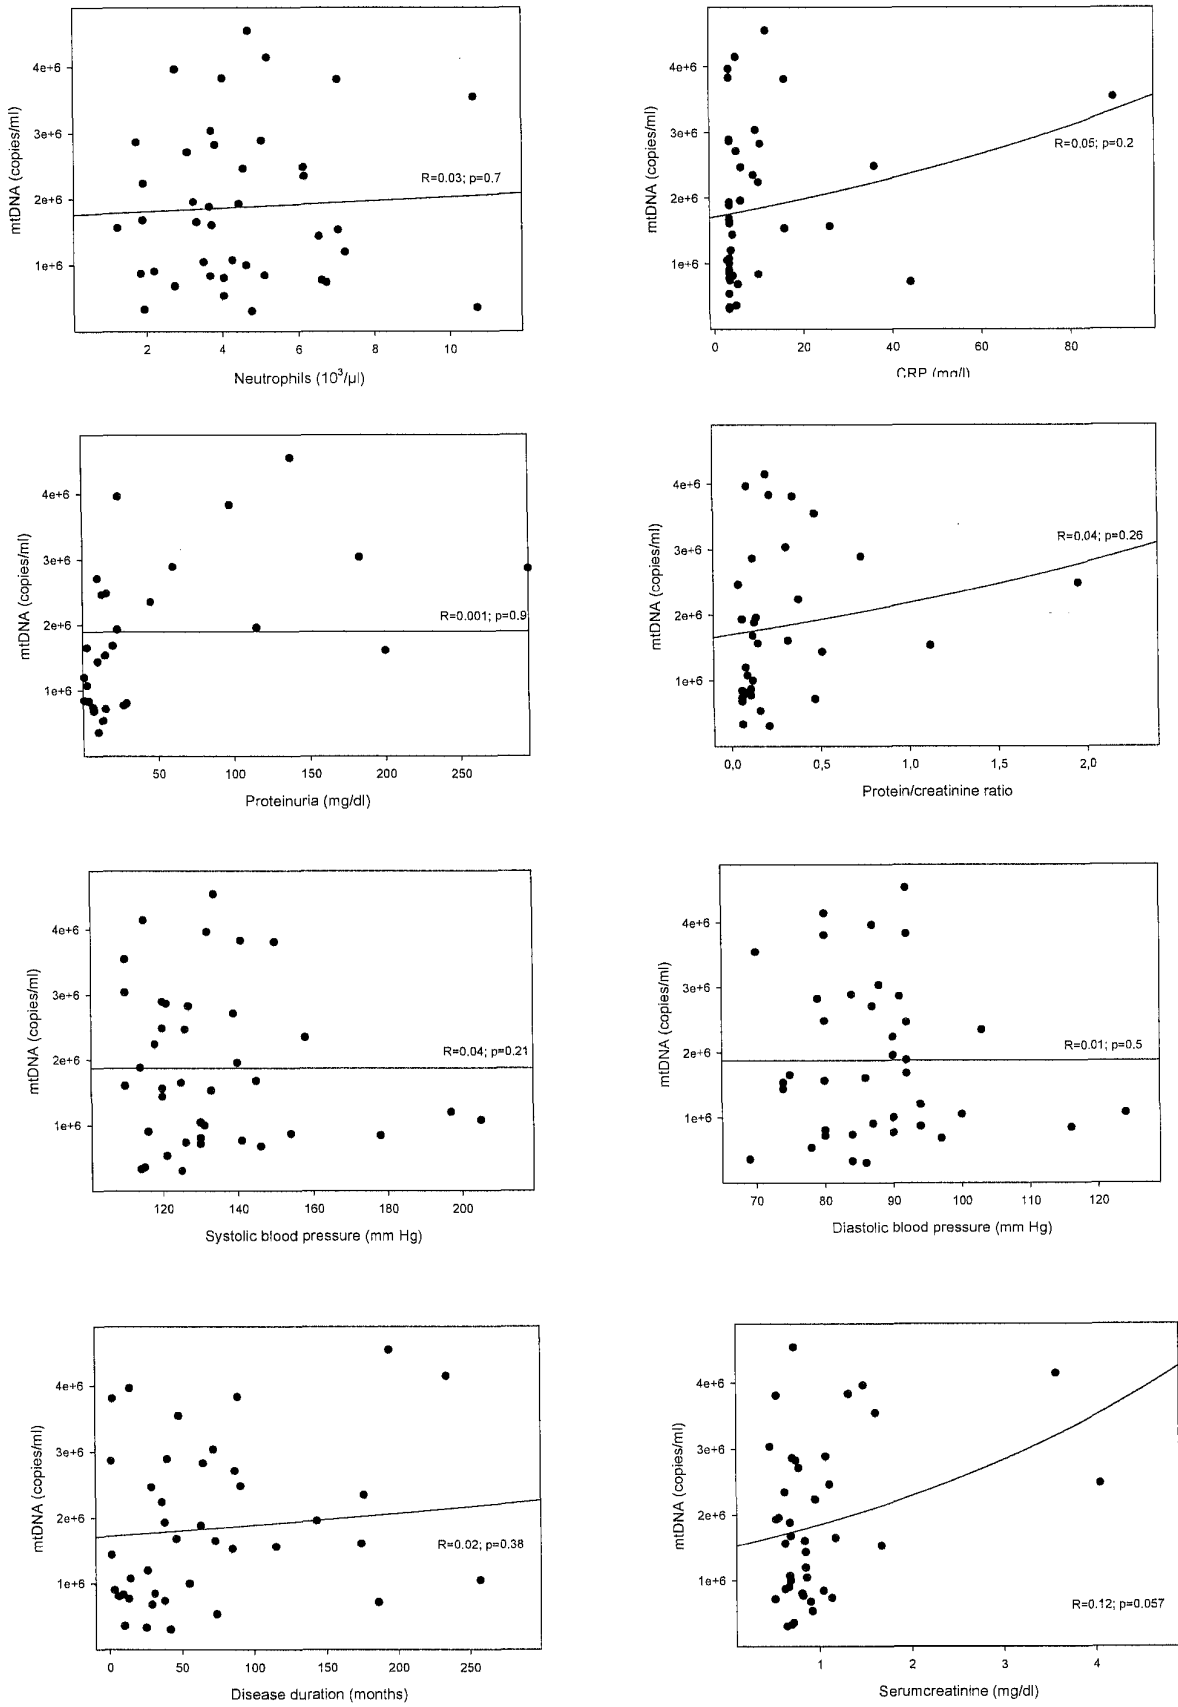 mtDNA (copies/ml)
4e+6
3e+6
2e+6
1e+6
R=0.03; p=0.7
2 4 6 8 10
Neutrophils (10³/µl)
mtDNA (copies/ml)
4e+6
3e+6
2e+6
1e+6
R=0.05; p=0.2
0 20 40 60 80
CRP (mg/l)
mtDNA (copies/ml)
4e+6
3e+6
2e+6
1e+6
R=0.001; p=0.9
50 100 150 200 250
Proteinuria (mg/dl)
mtDNA (copies/ml)
4e+6
3e+6
2e+6
1e+6
R=0.04; p=0.26
0,0 0,5 1,0 1,5 2,0
Protein/creatinine ratio
mtDNA (copies/ml)
4e+6
3e+6
2e+6
1e+6
R=0.04; p=0.21
120 140 160 180 200
Systolic blood pressure (mm Hg)
mtDNA (copies/ml)
4e+6
3e+6
2e+6
1e+6
R=0.01; p=0.5
70 80 90 100 110 120
Diastolic blood pressure (mm Hg)
mtDNA (copies/ml)
4e+6
3e+6
2e+6
1e+6
R=0.02; p=0.38
0 50 100 150 200 250
Disease duration (months)
mtDNA (copies/ml)
4e+6
3e+6
2e+6
1e+6
R=0.12; p=0.057
1 2 3 4
Serumcreatinine (mg/dl)